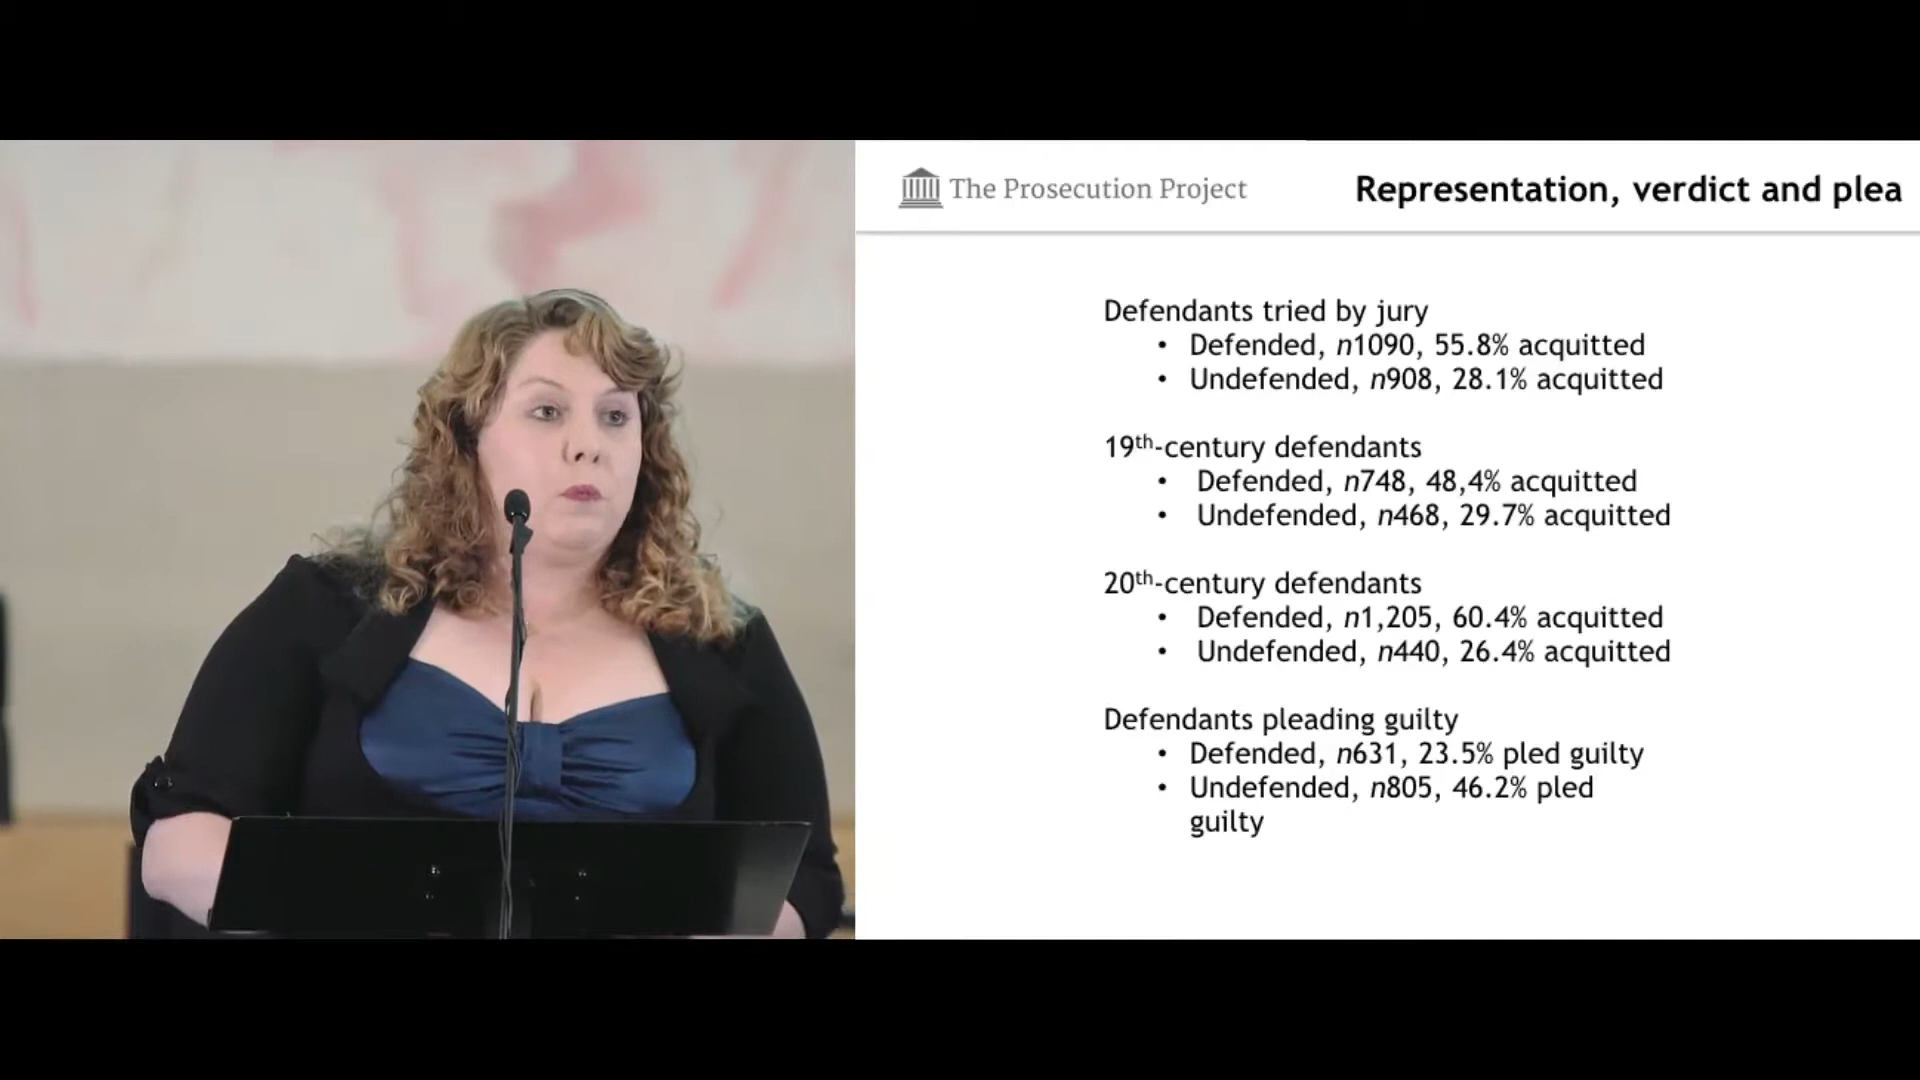 The Prosecution Project
Representation, verdict and plea
Defendants tried by jury
• Defended, n1090, 55.8% acquitted
• Undefended, n908, 28.1% acquitted
19th-century defendants
• Defended, n748, 48,4% acquitted
• Undefended, n468, 29.7% acquitted
20th-century defendants
• Defended, n1,205, 60.4% acquitted
• Undefended, n440, 26.4% acquitted
Defendants pleading guilty
• Defended, n631, 23.5% pled guilty
• Undefended, n805, 46.2% pled
guilty